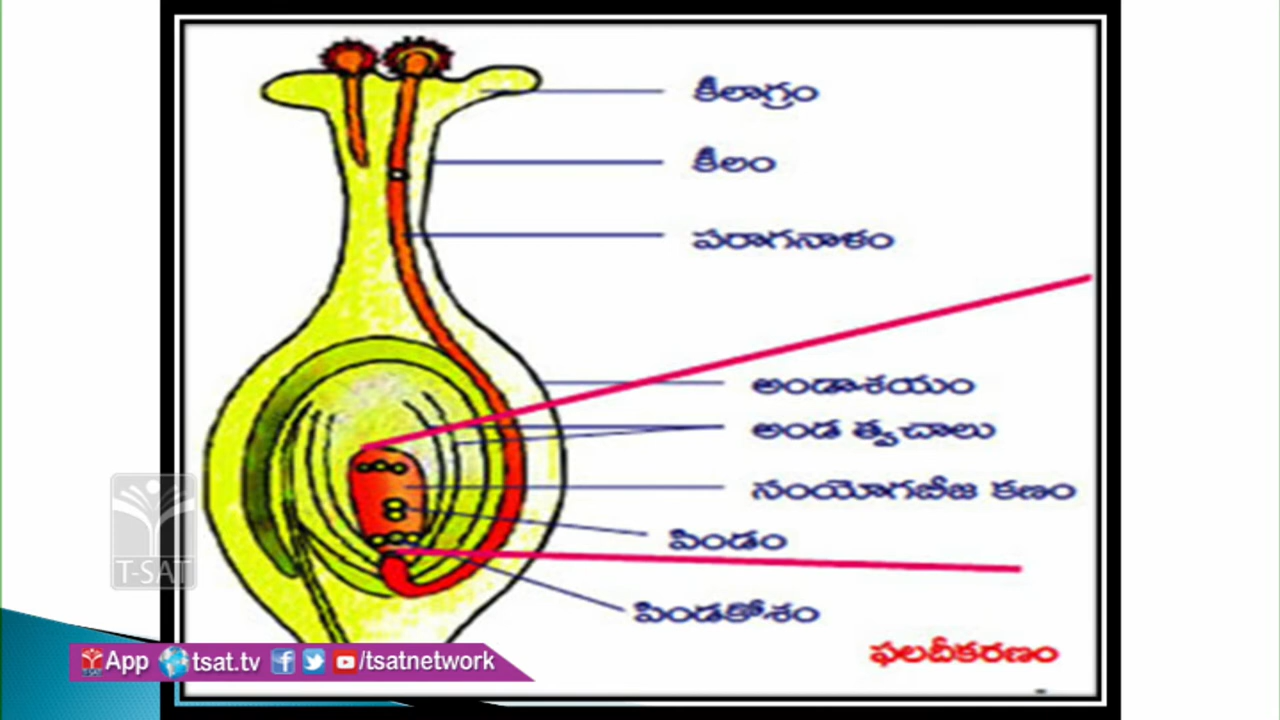 కీలాగ్రం
కీలం
పరాగనాళం
అండాశయం
అండ త్వచాలు
సంయోగబీజ కణం
పిండం
పిండకోశం
ఫలదీకరణం
T-SAT
App tsat.tv /tsatnetwork